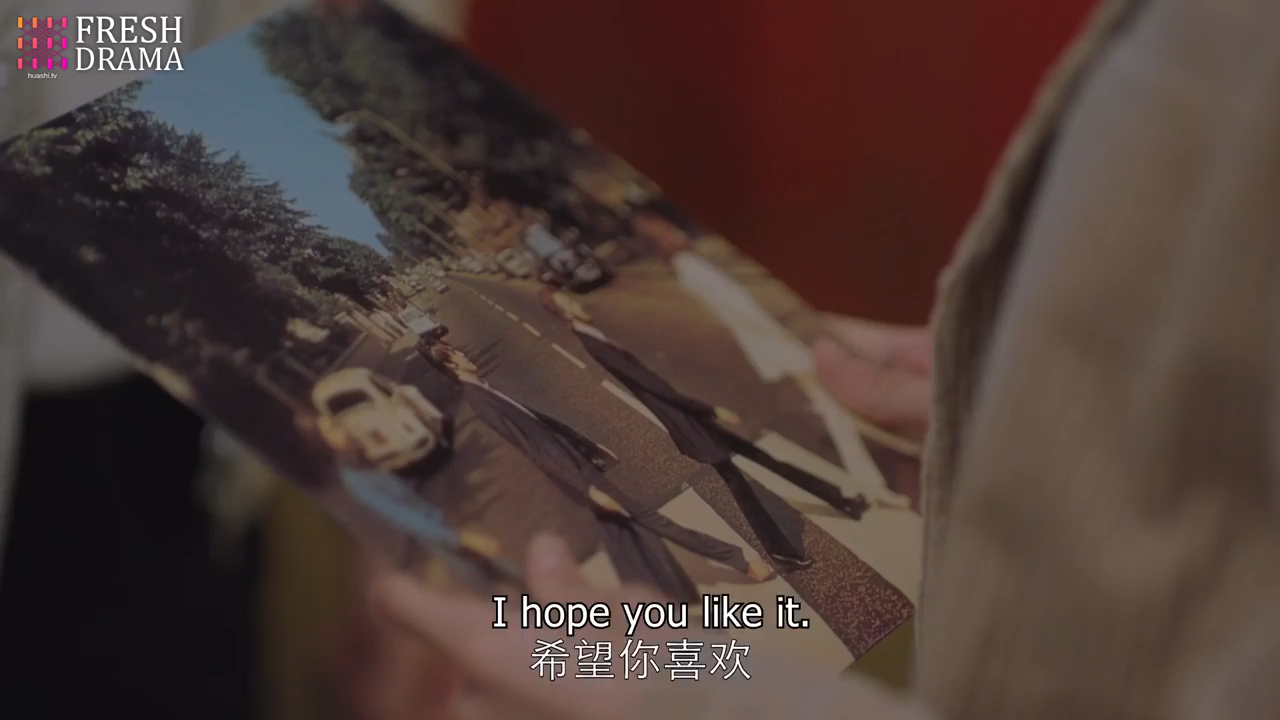 FRESH
DRAMA
huashi.tv
I hope you like it.
希望你喜欢